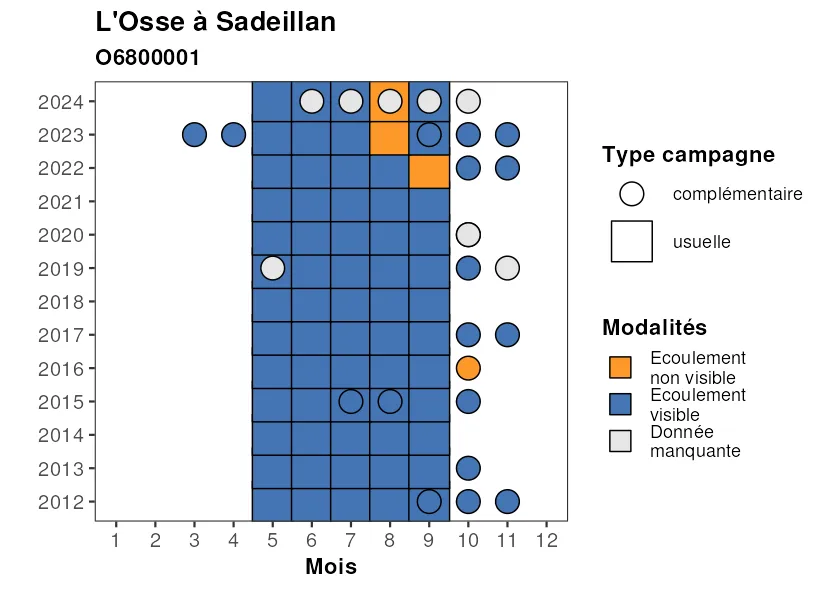 L'Osse à Sadeillan
O6800001
2024
2023
2022
2021
2020
2019
2018
2017
2016
2015
2014
2013
2012
1 2 3 4 5 6 7 8 9 10 11 12
Mois
Type campagne
complémentaire
usuelle
Modalités
Ecoulement
non visible
Ecoulement
visible
Donnée
manquante